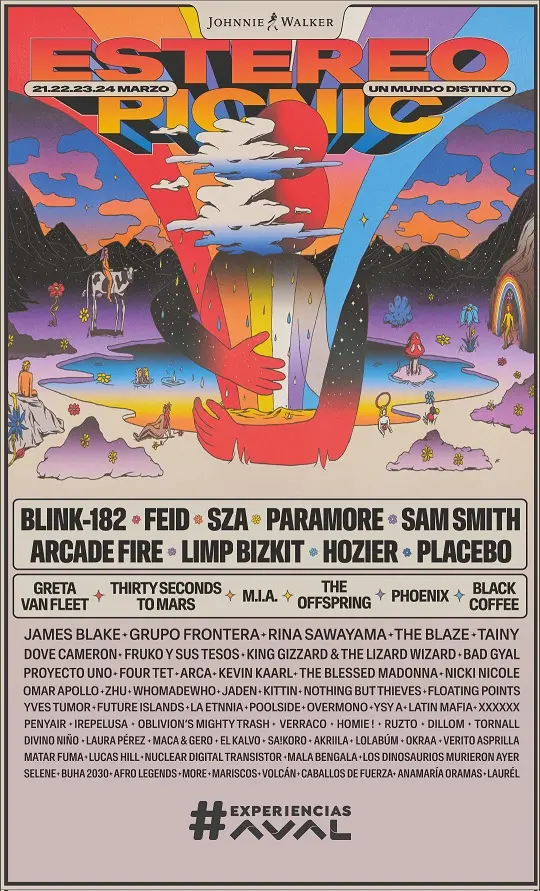 JOHNNIE WALKER
ESTEREO
21.22.23.24 MARZO UN MUNDO DISTINTO
PICNIC
BLINK-182 FEID SZA PARAMORE SAM SMITH
ARCADE FIRE LIMP BIZKIT HOZIER PLACEBO
GRETA VAN FLEET THIRTY SECONDS TO MARS M.I.A. THE OFFSPRING PHOENIX BLACK COFFEE
JAMES BLAKE • GRUPO FRONTERA • RINA SAWAYAMA • THE BLAZE • TAINY
DOVE CAMERON • FRUKO Y SUS TESOS • KING GIZZARD & THE LIZARD WIZARD • BAD GYAL
PROYECTO UNO • FOUR TET • ARCA • KEVIN KAARL • THE BLESSED MADONNA • NICKI NICOLE
OMAR APOLLO • ZHU • WHOMADEWHO • JADEN • KITTIN • NOTHING BUT THIEVES • FLOATING POINTS
YVES TUMOR • FUTURE ISLANDS • LA ETNNIA • POOLSIDE • OVERMONO • YSY A • LATIN MAFIA • XXXXXX
PENYAIR • IREPELUSA • OBLIVION'S MIGHTY TRASH • VERRACO • HOMIE! • RUZTO • DILLOM • TORNALL
DIVINO NIÑO • LAURA PÉREZ • MACA & GERO • EL KALVO • SA!KORO • AKRIILA • LOLABÚM • OKRAA • VERITO ASPRILLA
MATAR FUMA • LUCAS HILL • NUCLEAR DIGITAL TRANSISTOR • MALA BENGALA • LOS DINOSAURIOS MURIERON AYER
SELENE • BUHA 2030 • AFRO LEGENDS • MORE • MARISCOS • VOLCÁN • CABALLOS DE FUERZA • ANAMARÍA ORAMAS • LAURÉL
#EXPERIENCIAS
AVAL